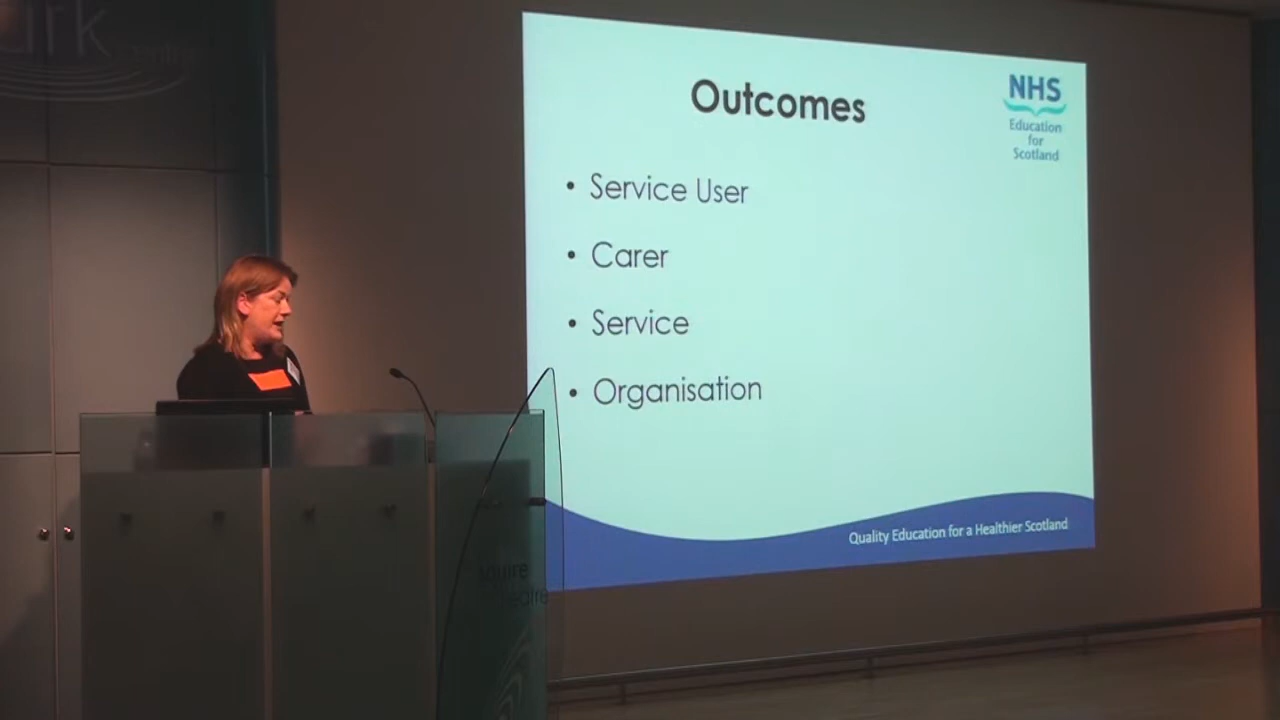 Outcomes
NHS
Education
for
Scotland
• Service User
• Carer
• Service
• Organisation
Quality Education for a Healthier Scotland